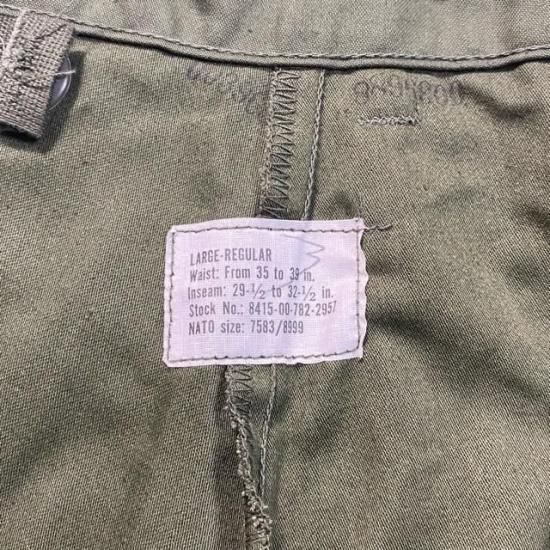 LARGE-REGULAR
Waist: From 35 to 39 in.
Inseam: 29-½ to 32-½ in.
Stock No.: 8415-00-782-2957
NATO size: 7583/8999